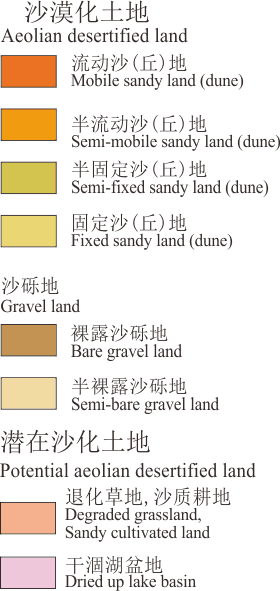 沙漠化土地
Aeolian desertified land
流动沙(丘)地
Mobile sandy land (dune)
半流动沙(丘)地
Semi-mobile sandy land (dune)
半固定沙(丘)地
Semi-fixed sandy land (dune)
固定沙(丘)地
Fixed sandy land (dune)
沙砾地
Gravel land
裸露沙砾地
Bare gravel land
半裸露沙砾地
Semi-bare gravel land
潜在沙化土地
Potential aeolian desertified land
退化草地,沙质耕地
Degraded grassland,
Sandy cultivated land
干涸湖盆地
Dried up lake basin